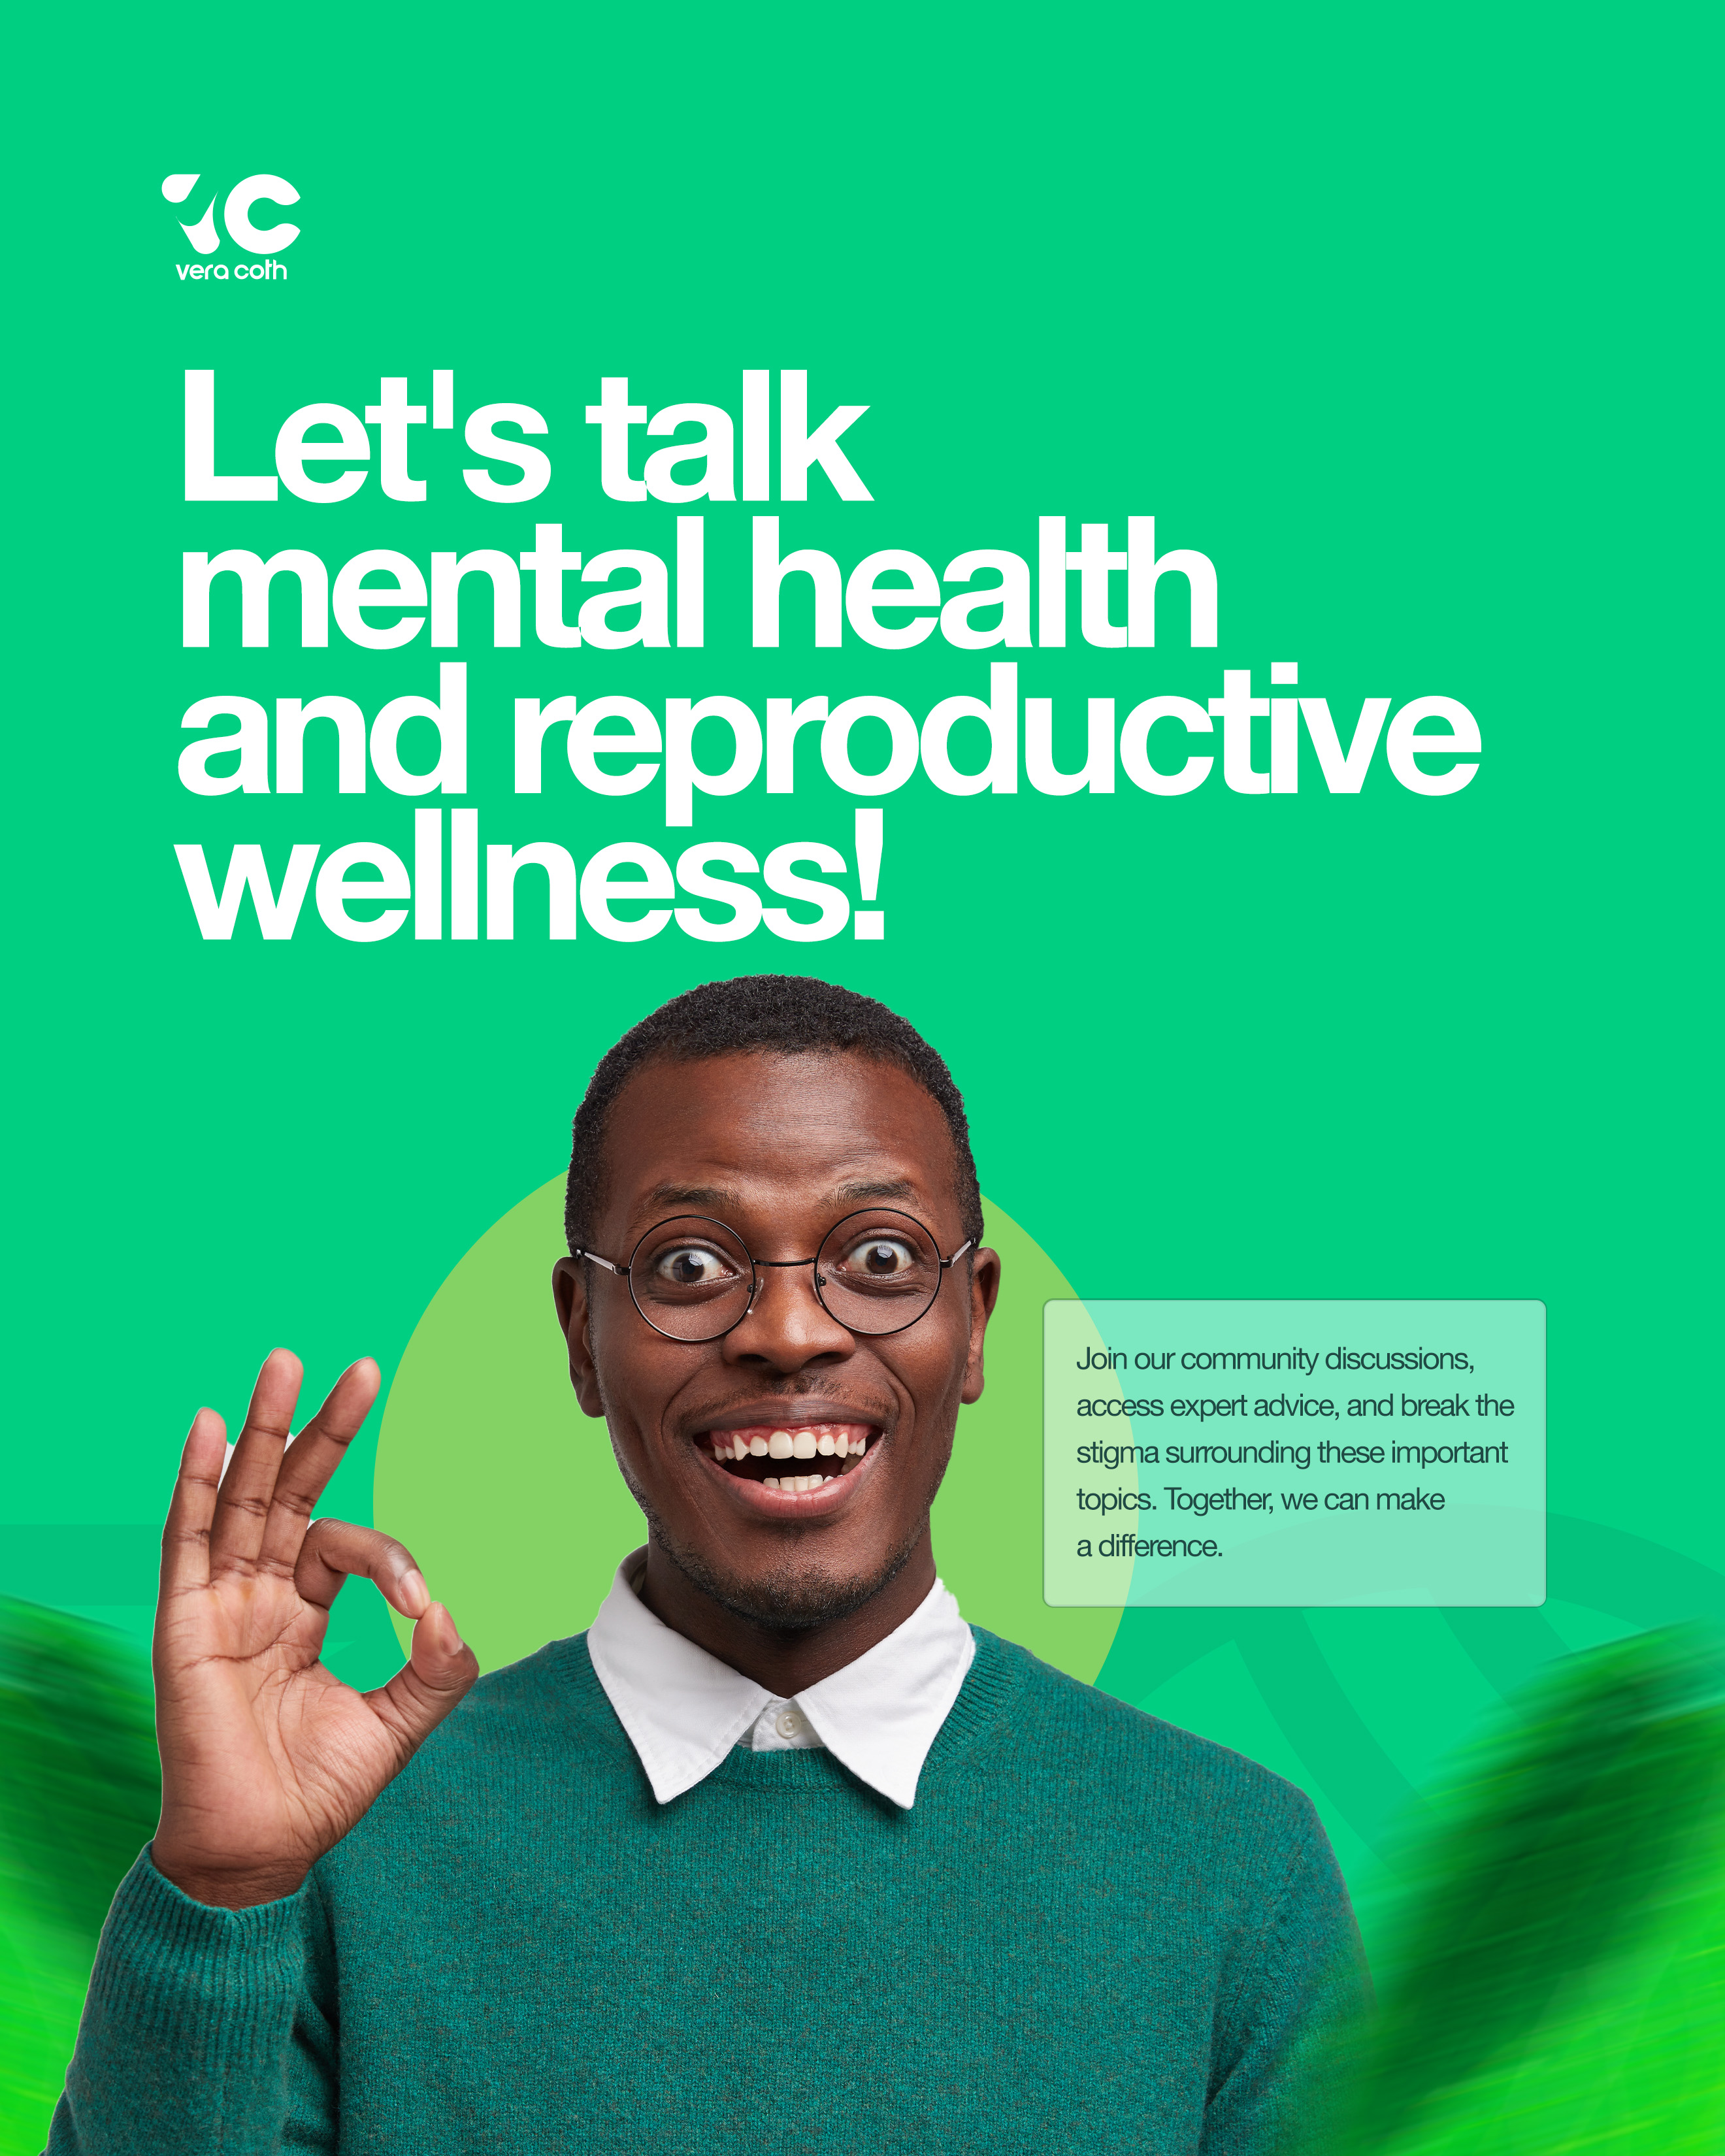 vera coth
Let's talk
mental health
and reproductive
wellness!
Join our community discussions,
access expert advice, and break the
stigma surrounding these important
topics. Together, we can make
a difference.